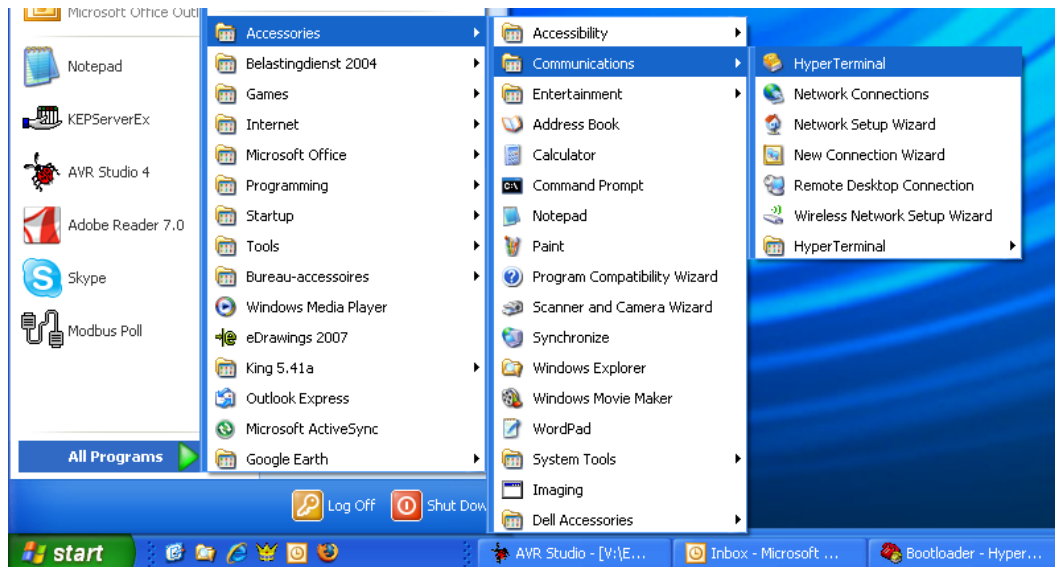 Microsoft Office Outl
Notepad
KEPServerEx
AVR Studio 4
Adobe Reader 7.0
Skype
Modbus Poll
All Programs
Accessories
Belastingdienst 2004
Games
Internet
Microsoft Office
Programming
Startup
Tools
Bureau-accessoires
Windows Media Player
eDrawings 2007
King 5.41a
Outlook Express
Microsoft ActiveSync
Google Earth
Accessibility
Communications
Entertainment
Address Book
Calculator
Command Prompt
Notepad
Paint
Program Compatibility Wizard
Scanner and Camera Wizard
Synchronize
Windows Explorer
Windows Movie Maker
WordPad
System Tools
Imaging
Dell Accessories
HyperTerminal
Network Connections
Network Setup Wizard
New Connection Wizard
Remote Desktop Connection
Wireless Network Setup Wizard
HyperTerminal
Log Off
Shut Dow
start
AVR Studio - [V:\E...
Inbox - Microsoft ...
Bootloader - Hyper...